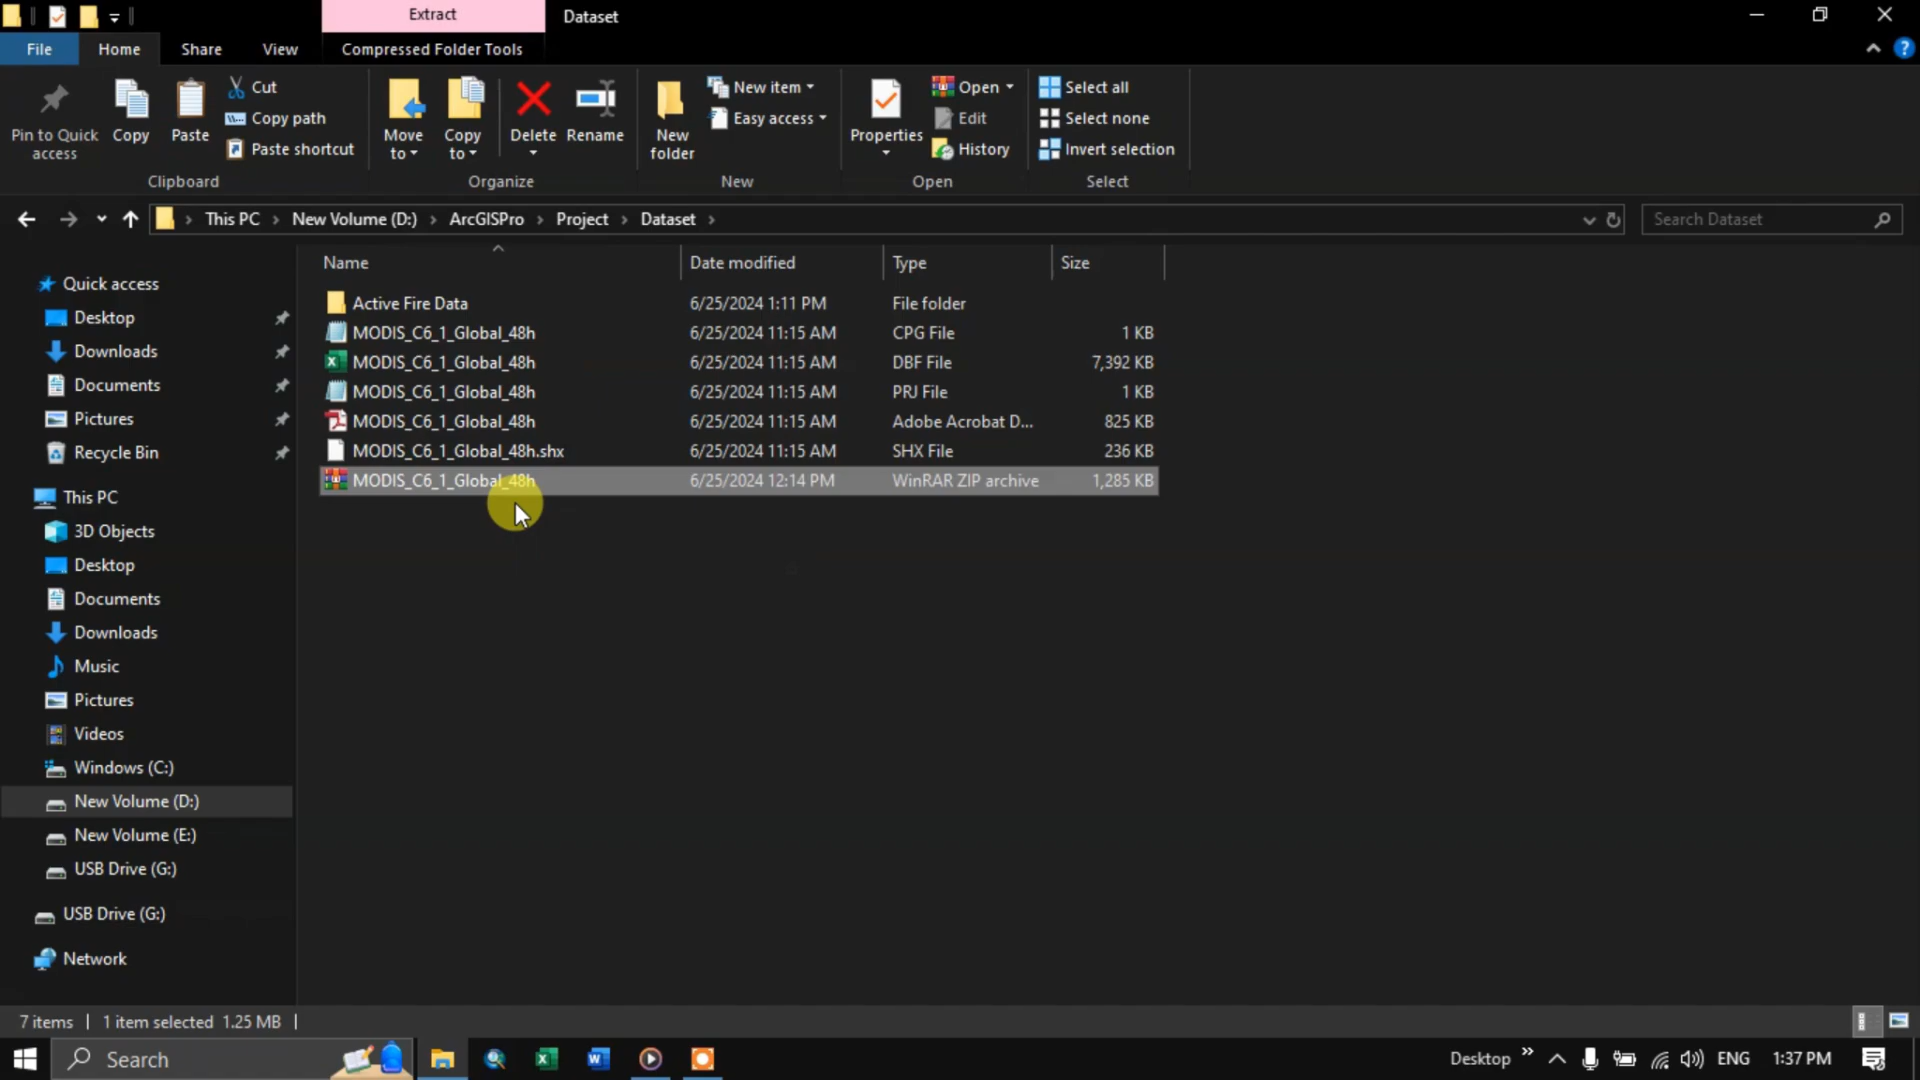 Extract
Dataset
File
Home
Share
View
Compressed Folder Tools
Pin to Quick access
Copy
Paste
Cut
Copy path
Paste shortcut
Clipboard
Move to
Copy to
Delete
Rename
Organize
New folder
New item
Easy access
New
Properties
Open
Edit
History
Open
Select all
Select none
Invert selection
Select
This PC > New Volume (D:) > ArcGISPro > Project > Dataset >
Search Dataset
Name Date modified Type Size
Active Fire Data 6/25/2024 1:11 PM File folder
MODIS_C6_1_Global_48h 6/25/2024 11:15 AM CPG File 1 KB
MODIS_C6_1_Global_48h 6/25/2024 11:15 AM DBF File 7,392 KB
MODIS_C6_1_Global_48h 6/25/2024 11:15 AM PRJ File 1 KB
MODIS_C6_1_Global_48h 6/25/2024 11:15 AM Adobe Acrobat D... 825 KB
MODIS_C6_1_Global_48h.shx 6/25/2024 11:15 AM SHX File 236 KB
MODIS_C6_1_Global_48h 6/25/2024 12:14 PM WinRAR ZIP archive 1,285 KB
Quick access
Desktop
Downloads
Documents
Pictures
Recycle Bin
This PC
3D Objects
Desktop
Documents
Downloads
Music
Pictures
Videos
Windows (C:)
New Volume (D:)
New Volume (E:)
USB Drive (G:)
USB Drive (G:)
Network
7 items | 1 item selected 1.25 MB |
Search
Desktop
ENG
1:37 PM